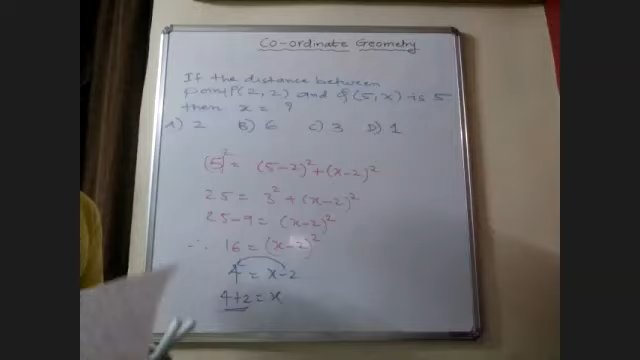 Co-ordinate Geometry
If the distance between
point P(2, 2) and Q(5, x) is 5
then x = ?
A) 2 B) 6 C) 3 D) 1
(5)² = (5-2)² + (x-2)²
25 = 3² + (x-2)²
25-9 = (x-2)²
∴ 16 = (x-2)²
4 = x-2
4+2 = x